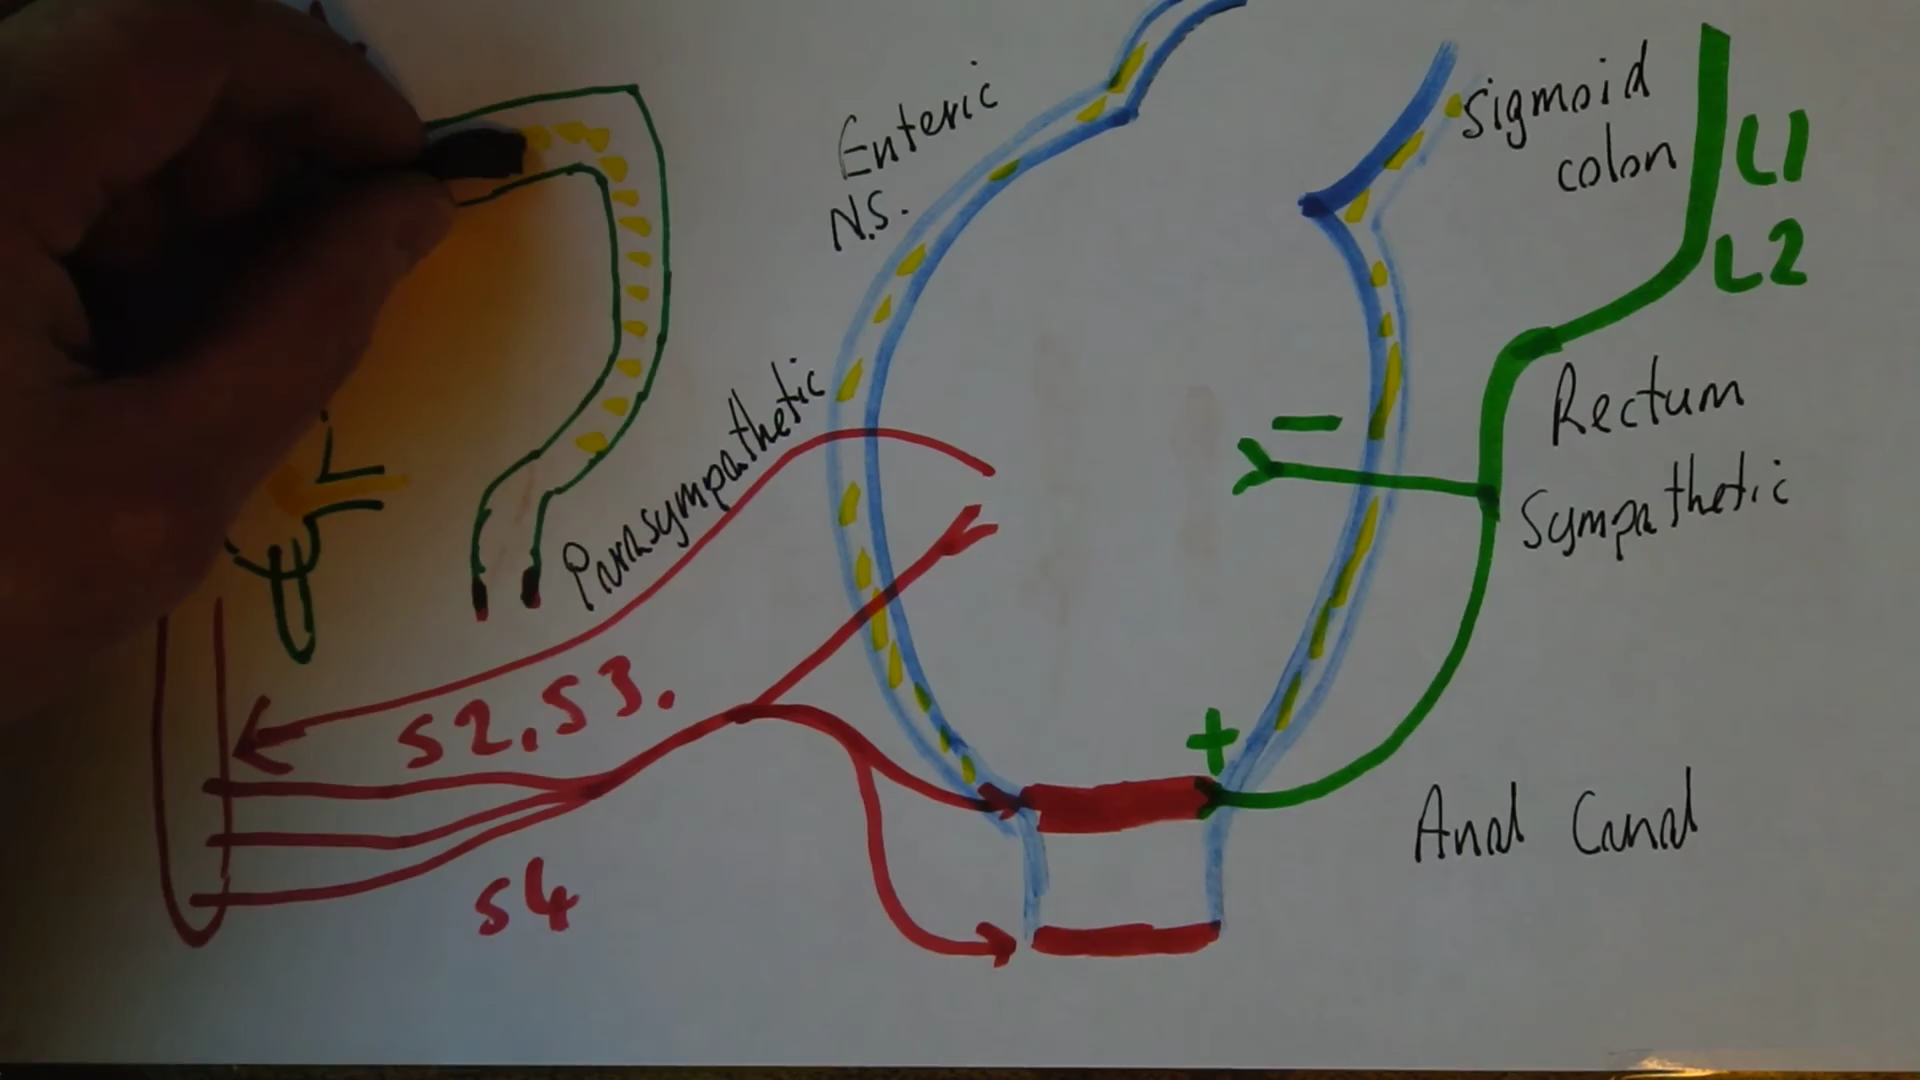 Enteric
N.S.
Sigmoid
colon
L1
L2
Parasympathetic
Rectum
Sympathetic
-
+
S2, S3.
S4
Anal Canal